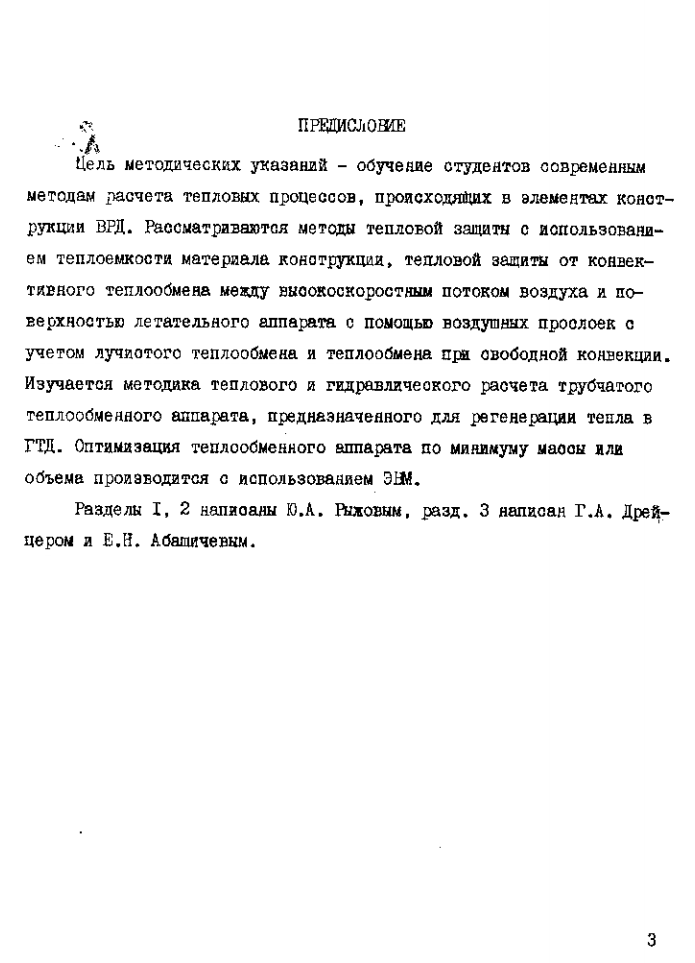 ПРЕДИСЛОВИЕ
Цель методических указаний – обучение студентов современным
методам расчета тепловых процессов, происходящих в элементах конст-
рукции ВРД. Рассматриваются методы тепловой защиты с использовани-
ем теплоемкости материала конструкции, тепловой защиты от конвек-
тивного теплообмена между высокоскоростным потоком воздуха и по-
верхностью летательного аппарата с помощью воздушных прослоек с
учетом лучистого теплообмена и теплообмена при свободной конвекции.
Изучается методика теплового и гидравлического расчета трубчатого
теплообменного аппарата, предназначенного для регенерации тепла в
ГТД. Оптимизация теплообменного аппарата по минимуму массы или
объема производится с использованием ЭВМ.
Разделы I, 2 написаны Ю.А. Рыжовым, разд. 3 написан Г.А. Дрей-
цером и Е.Н. Абашичевым.
3